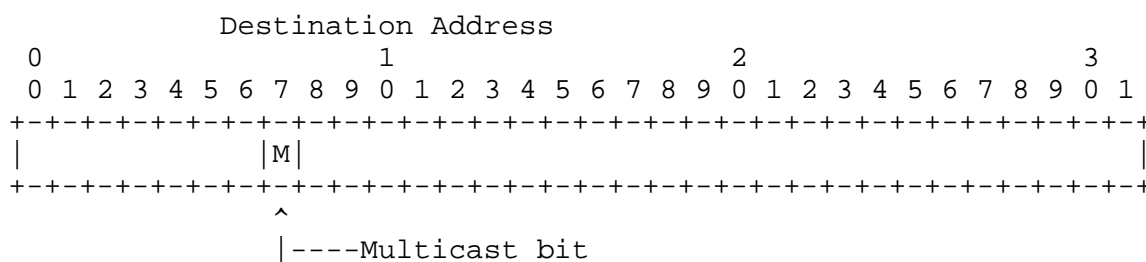 Destination Address
 0                   1                   2                   3
 0 1 2 3 4 5 6 7 8 9 0 1 2 3 4 5 6 7 8 9 0 1 2 3 4 5 6 7 8 9 0 1
+-+-+-+-+-+-+-+-+-+-+-+-+-+-+-+-+-+-+-+-+-+-+-+-+-+-+-+-+-+-+-+-+
|             |M|                                               |
+-+-+-+-+-+-+-+-+-+-+-+-+-+-+-+-+-+-+-+-+-+-+-+-+-+-+-+-+-+-+-+-+
               ^
               |----Multicast bit